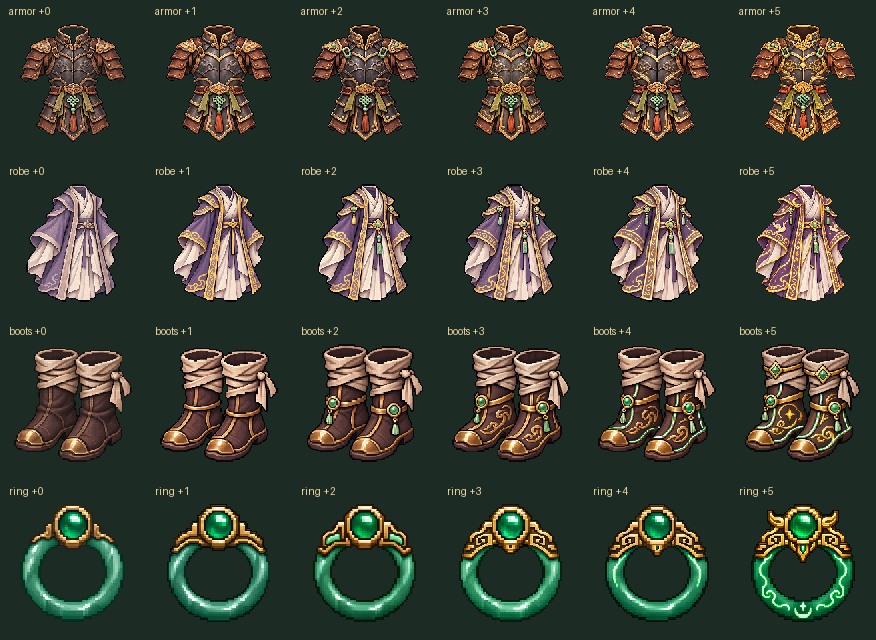 armor +0
armor +1
armor +2
armor +3
armor +4
armor +5
robe +0
robe +1
robe +2
robe +3
robe +4
robe +5
boots +0
boots +1
boots +2
boots +3
boots +4
boots +5
ring +0
ring +1
ring +2
ring +3
ring +4
ring +5